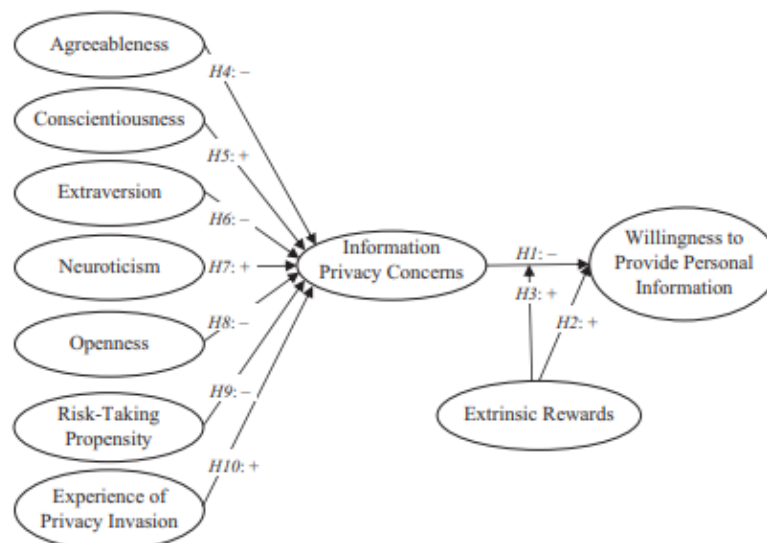 Agreeableness
H4: –
Conscientiousness
H5: +
Extraversion
H6: –
Neuroticism
H7: +
Openness
H8: –
Risk-Taking
Propensity
H9: –
Experience of
Privacy Invasion
H10: +
Information
Privacy Concerns
H1: –
H3: +
H2: +
Willingness to
Provide Personal
Information
Extrinsic Rewards